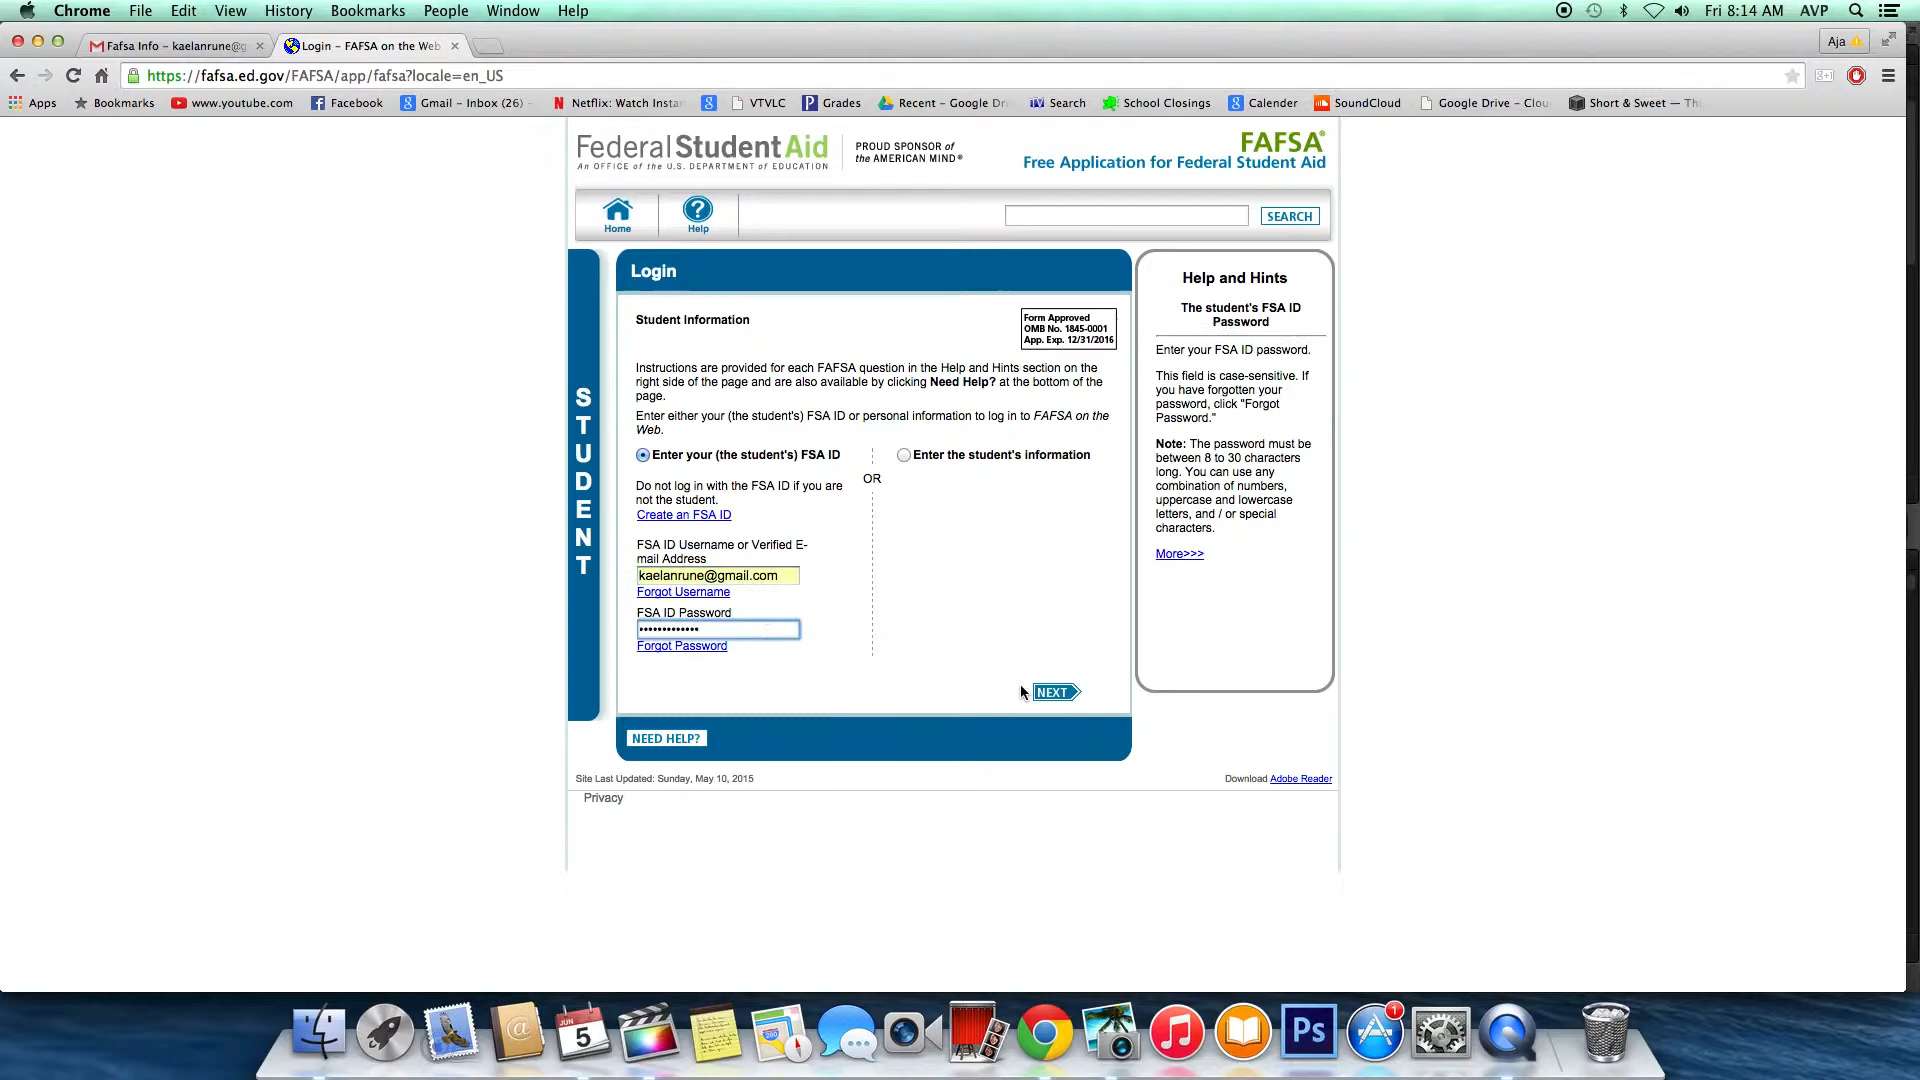 Chrome File Edit View History Bookmarks People Window Help Fri 8:14 AM AVP
Fafsa Info - kaelanrune@g Login - FAFSA on the Web Aja
https://fafsa.ed.gov/FAFSA/app/fafsa?locale=en_US
Apps Bookmarks www.youtube.com Facebook Gmail - Inbox (26) - Netflix: Watch Instan VTVLC Grades Recent - Google Dri Search School Closings Calender SoundCloud Google Drive - Clou Short & Sweet — Th
Federal Student Aid
AN OFFICE of the U.S. DEPARTMENT of EDUCATION
PROUD SPONSOR of
the AMERICAN MIND®
FAFSA®
Free Application for Federal Student Aid
Home Help SEARCH
STUDENT
Login
Student Information
Form Approved
OMB No. 1845-0001
App. Exp. 12/31/2016
Instructions are provided for each FAFSA question in the Help and Hints section on the
right side of the page and are also available by clicking Need Help? at the bottom of the
page.
Enter either your (the student's) FSA ID or personal information to log in to FAFSA on the
Web.
Enter your (the student's) FSA ID
OR
Enter the student's information
Do not log in with the FSA ID if you are
not the student.
Create an FSA ID
FSA ID Username or Verified E-
mail Address
kaelanrune@gmail.com
Forgot Username
FSA ID Password
•••••••••••••
Forgot Password
NEXT
NEED HELP?
Help and Hints
The student's FSA ID
Password
Enter your FSA ID password.
This field is case-sensitive. If
you have forgotten your
password, click "Forgot
Password."
Note: The password must be
between 8 to 30 characters
long. You can use any
combination of numbers,
uppercase and lowercase
letters, and / or special
characters.
More>>>
Site Last Updated: Sunday, May 10, 2015
Download Adobe Reader
Privacy
JUN
5
280
Ps
1